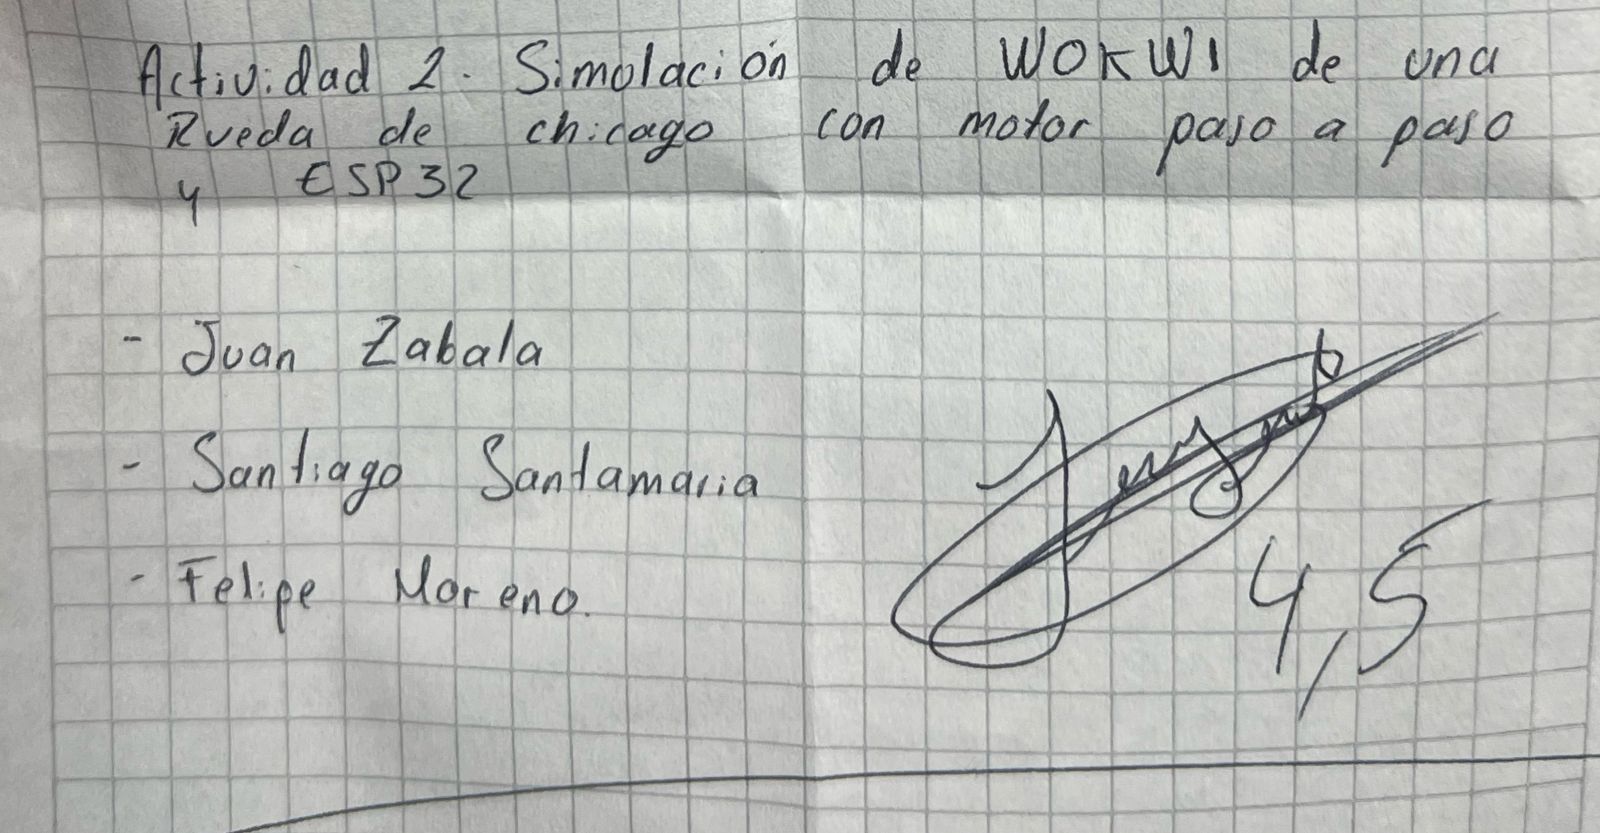 Actividad 2. Simolación de WOKWI de una
Rueda de chicago con motor paso a paso
y ESP32
- Juan Zabala
- Santiago Santamaria
- Felipe Moreno.
4,5